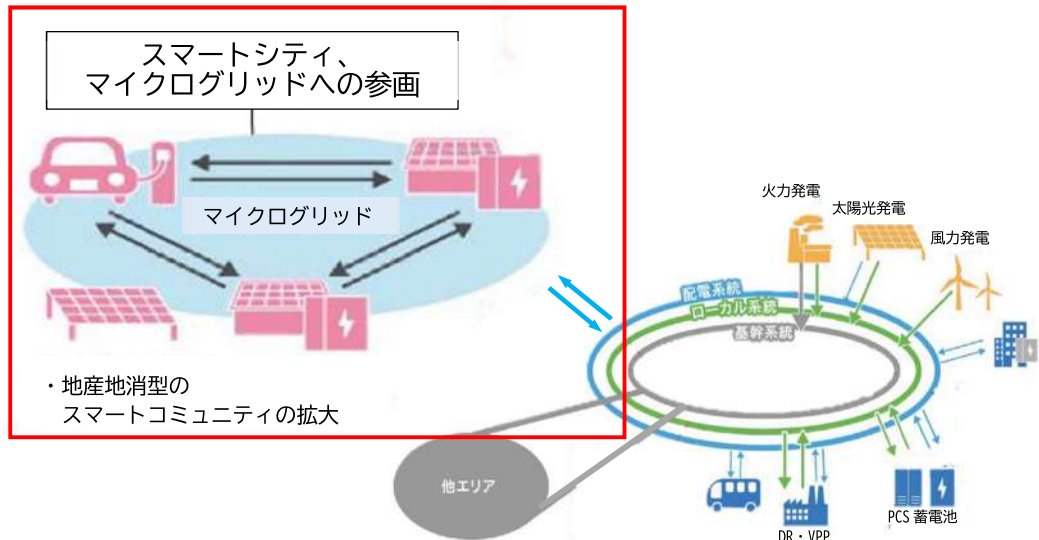 スマートシティ、
マイクログリッドへの参画
マイクログリッド
・地産地消型の
スマートコミュニティの拡大
火力発電
太陽光発電
風力発電
配電系統
ローカル系統
基幹系統
他エリア
PCS 蓄電池
DR・VPP